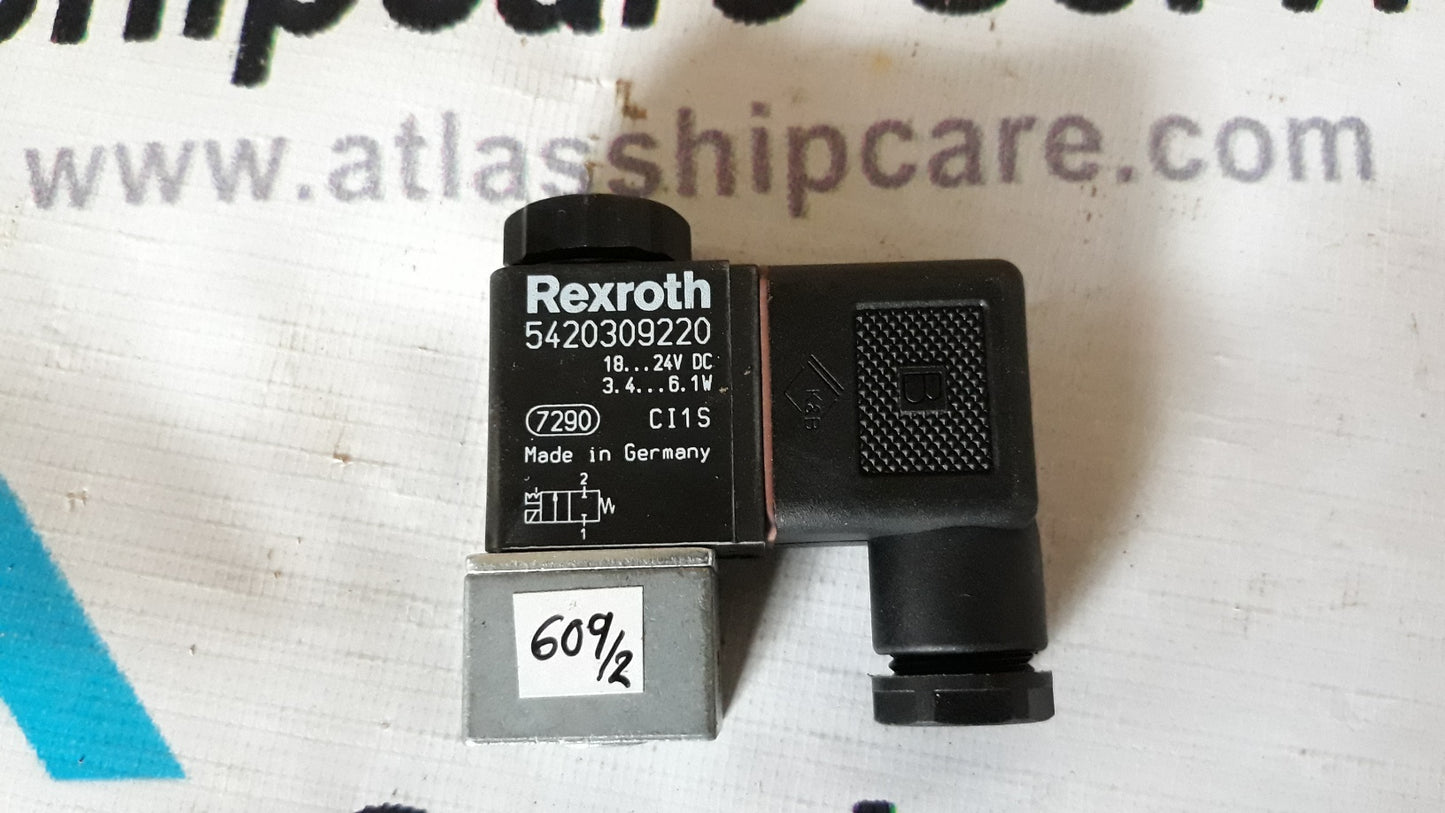 www.atlasshipcare.com
Rexroth
5420309220
18...24V DC
3.4...6.1W
7290 CI1S
Made in Germany
2
1
B
K&B
609/2